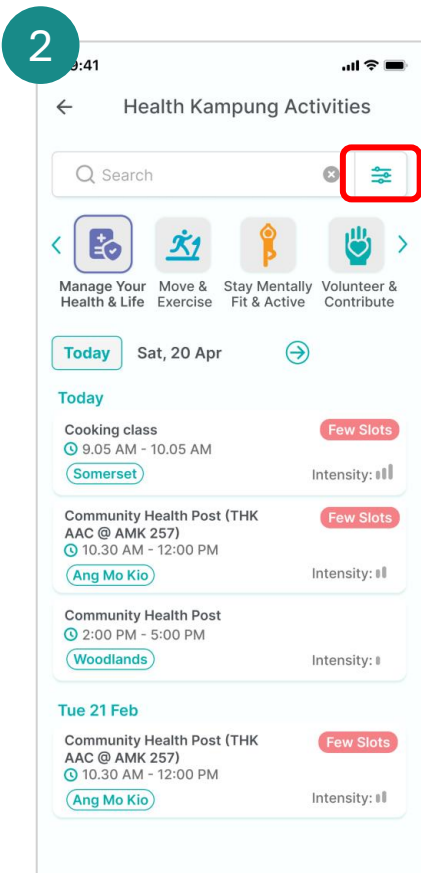 2
9:41
Health Kampung Activities
Search
Manage Your Health & Life
Move & Exercise
Stay Mentally Fit & Active
Volunteer & Contribute
Today Sat, 20 Apr
Today
Cooking class Few Slots
9.05 AM - 10.05 AM
Somerset Intensity:
Community Health Post (THK Few Slots
AAC @ AMK 257)
10.30 AM - 12:00 PM
Ang Mo Kio Intensity:
Community Health Post
2:00 PM - 5:00 PM
Woodlands Intensity:
Tue 21 Feb
Community Health Post (THK Few Slots
AAC @ AMK 257)
10.30 AM - 12:00 PM
Ang Mo Kio Intensity: